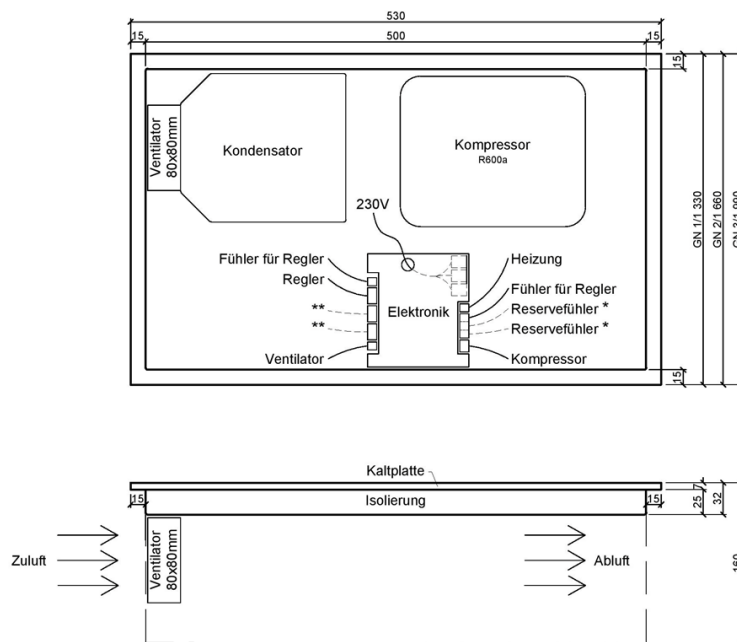 530
15 500 15
15
Ventilator
80x80mm
Kondensator
Kompressor
R600a
GN 1/1 330
GN 2/1 660
230V
Fühler für Regler
Regler
**
**
Ventilator
Elektronik
Heizung
Fühler für Regler
Reservefühler *
Reservefühler *
Kompressor
15
Kaltplatte
15 Isolierung 15
7
25
32
Zuluft
Ventilator
80x80mm
Abluft